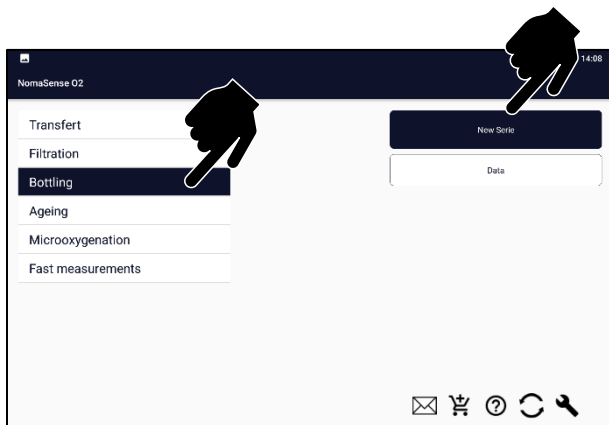 14:08
NomaSense O2
Transfert
Filtration
Bottling
Ageing
Microoxygenation
Fast measurements
New Serie
Data